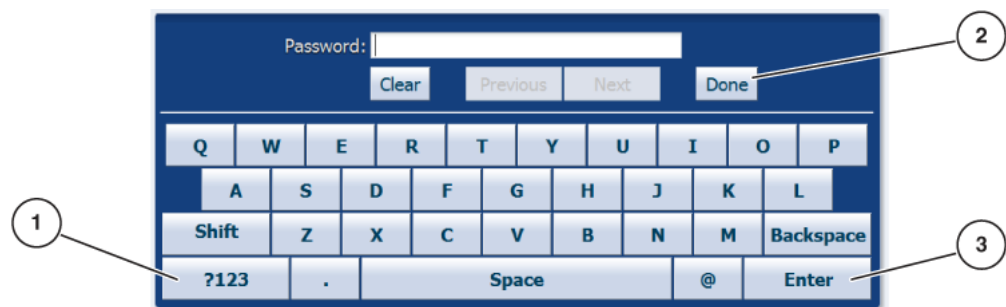 Password:
2
Clear Previous Next Done
Q W E R T Y U I O P
A S D F G H J K L
1
Shift Z X C V B N M Backspace
3
?123 . Space @ Enter